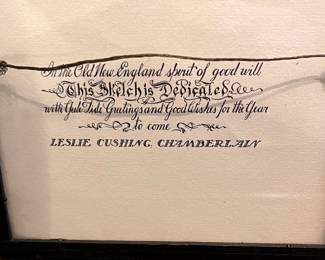 In the Old New England spirit of good will
This Sketch is Dedicated
with Yule Tide Greetings and Good Wishes for the Year
to come
LESLIE CUSHING CHAMBERLAIN